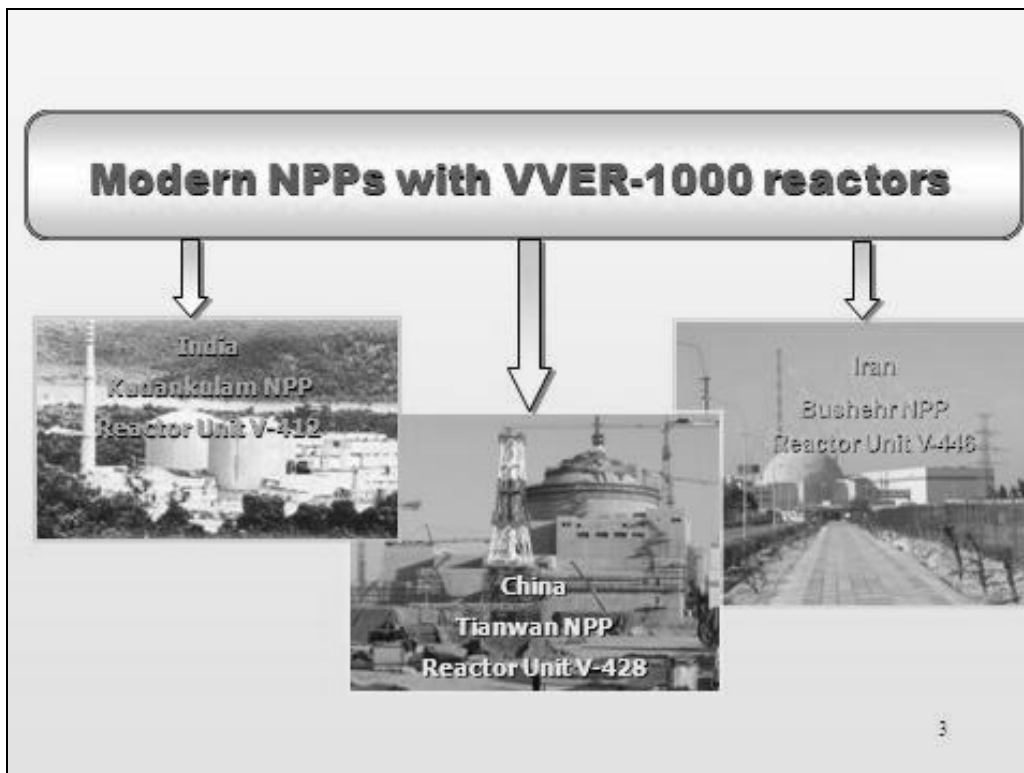 Modern NPPs with VVER-1000 reactors
India
Kudankulam NPP
Reactor Unit V-412
China
Tianwan NPP
Reactor Unit V-428
Iran
Bushehr NPP
Reactor Unit V-446
3